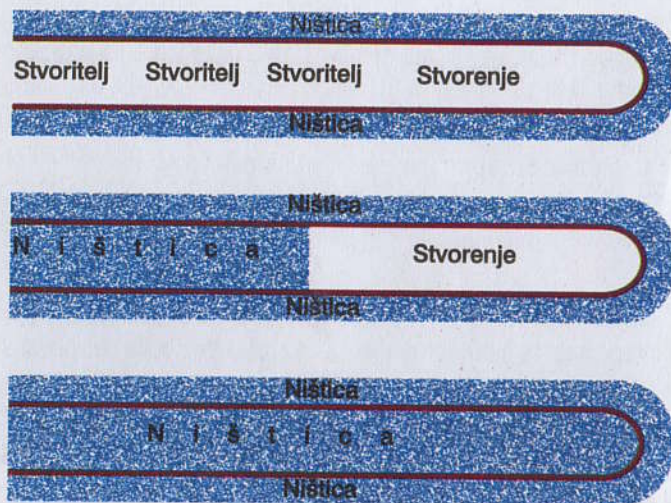 Ništica
Stvoritelj Stvoritelj Stvoritelj Stvorenje
Ništica
Ništica
N i š t i c a Stvorenje
Ništica
Ništica
N i š t i c a
Ništica